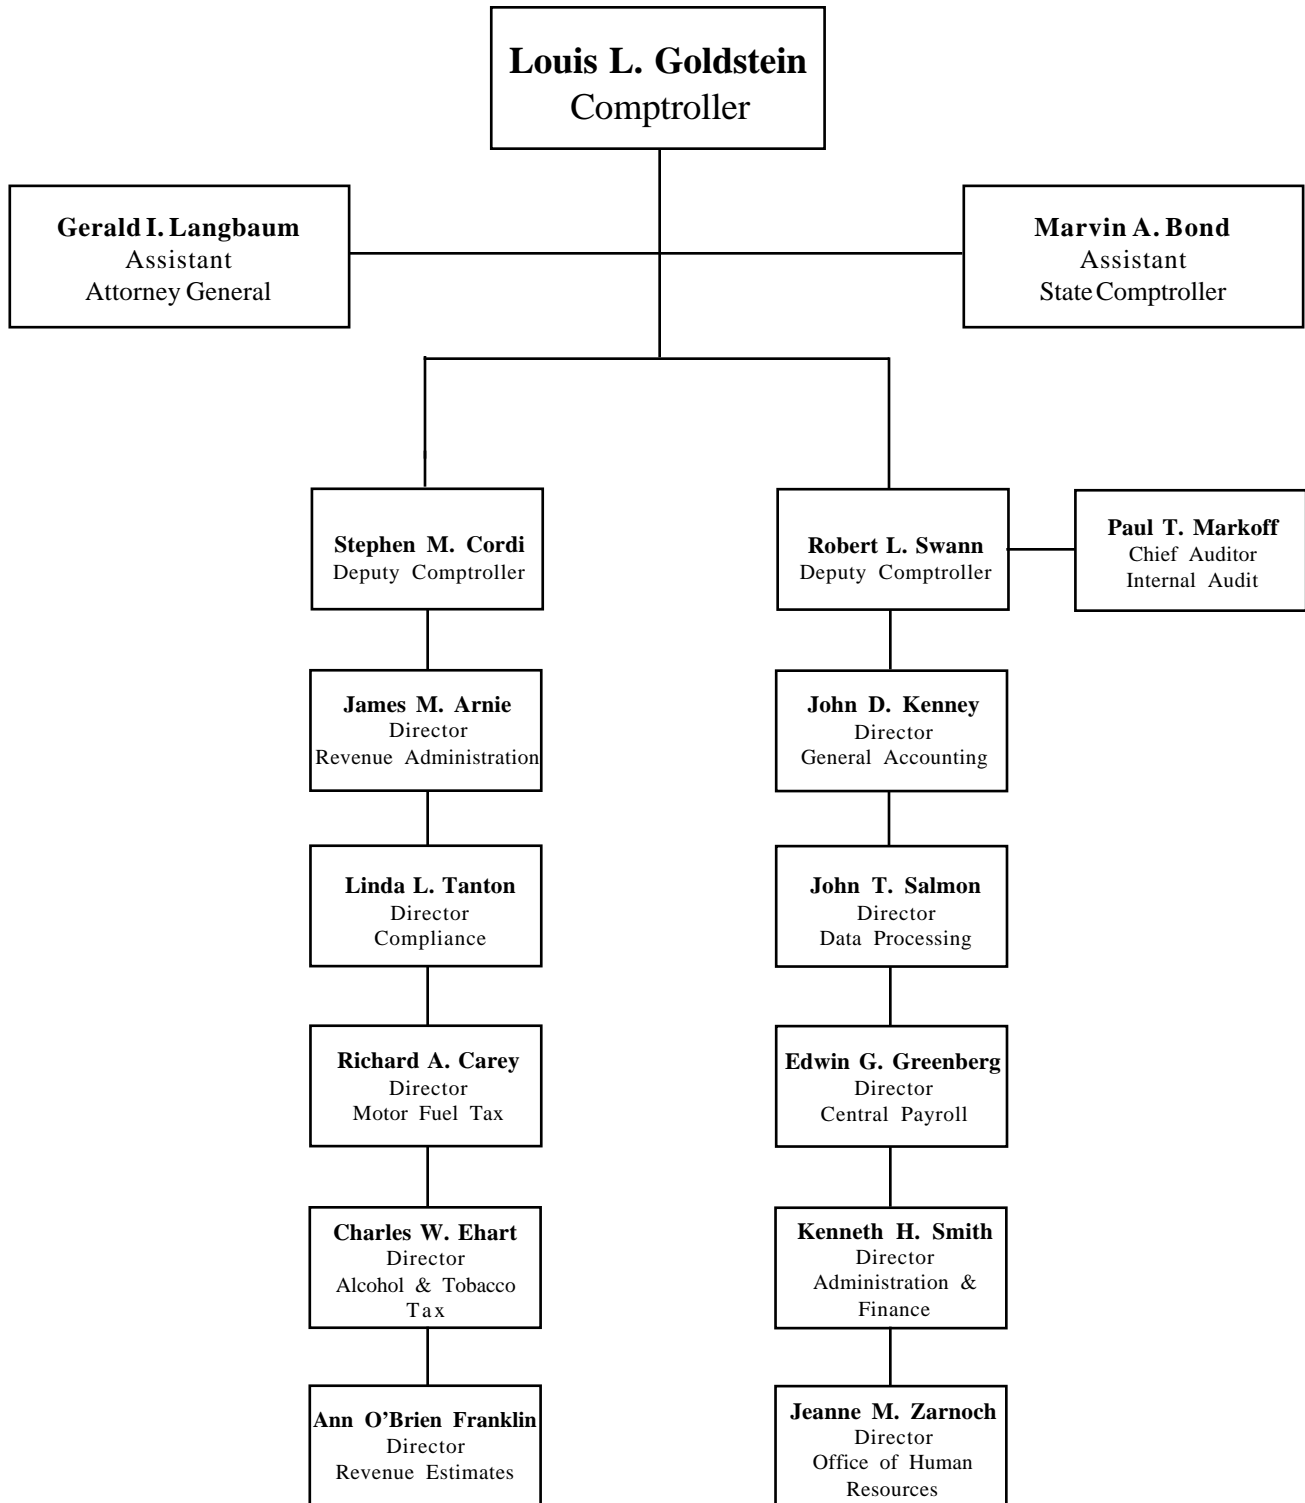 Louis L. Goldstein
Comptroller
Gerald I. Langbaum
Assistant
Attorney General
Marvin A. Bond
Assistant
State Comptroller
Stephen M. Cordi
Deputy Comptroller
Robert L. Swann
Deputy Comptroller
Paul T. Markoff
Chief Auditor
Internal Audit
James M. Arnie
Director
Revenue Administration
John D. Kenney
Director
General Accounting
Linda L. Tanton
Director
Compliance
John T. Salmon
Director
Data Processing
Richard A. Carey
Director
Motor Fuel Tax
Edwin G. Greenberg
Director
Central Payroll
Charles W. Ehart
Director
Alcohol & Tobacco
Tax
Kenneth H. Smith
Director
Administration &
Finance
Ann O’Brien Franklin
Director
Revenue Estimates
Jeanne M. Zarnoch
Director
Office of Human
Resources